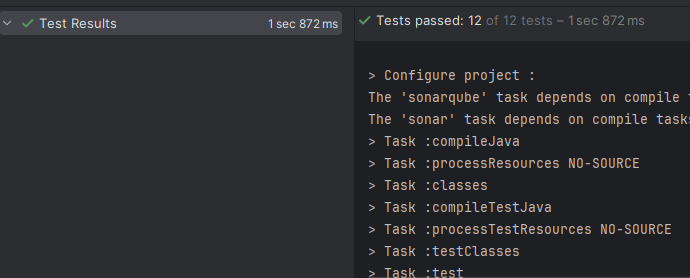 Test Results 1 sec 872 ms
Tests passed: 12 of 12 tests – 1 sec 872 ms
> Configure project :
The 'sonarqube' task depends on compile
The 'sonar' task depends on compile tasks
> Task :compileJava
> Task :processResources NO-SOURCE
> Task :classes
> Task :compileTestJava
> Task :processTestResources NO-SOURCE
> Task :testClasses
> Task :test